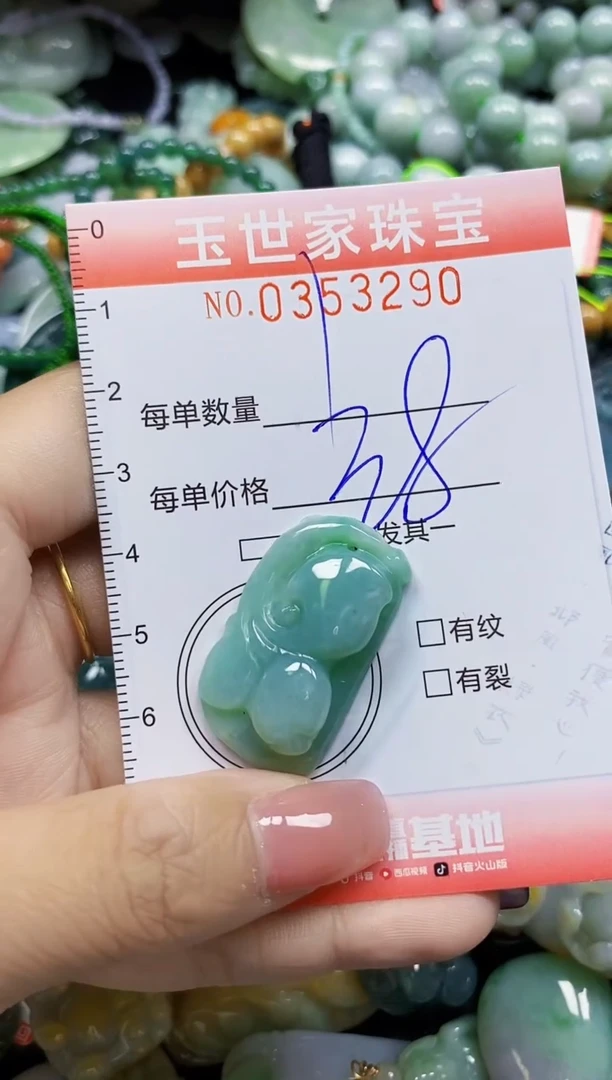 玉世家珠宝
NO.0353290
0
1
2
3
4
5
6
每单数量
1
每单价格
38
发其一
□有纹
□有裂
基地
抖音 西瓜视频 抖音火山版